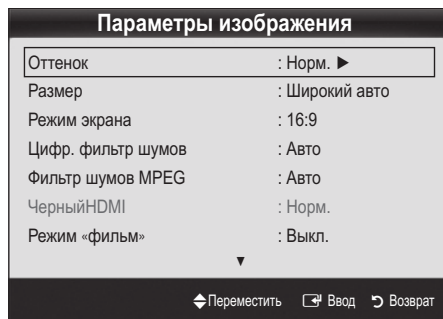 Параметры изображения
Оттенок : Норм. ▶
Размер : Широкий авто
Режим экрана : 16:9
Цифр. фильтр шумов : Авто
Фильтр шумов MPEG : Авто
ЧерныйHDMI : Норм.
Режим «фильм» : Выкл.
▼
Переместить Ввод Возврат